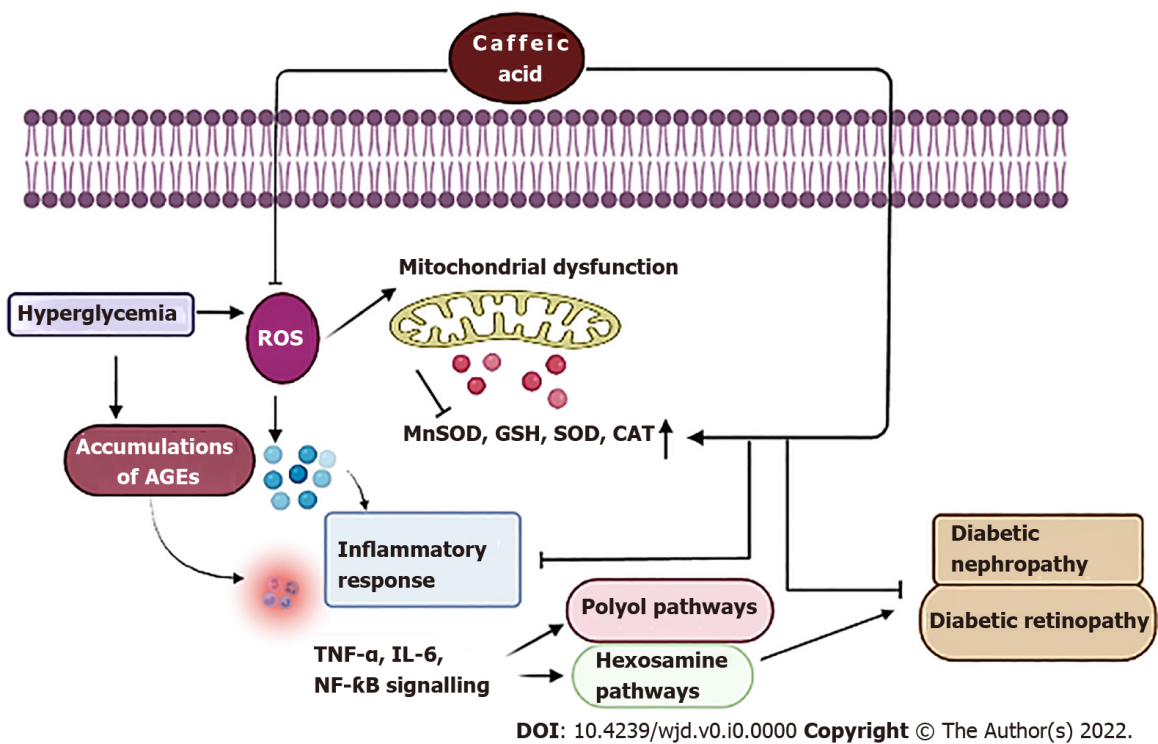 Caffeic
acid
Mitochondrial dysfunction
Hyperglycemia
ROS
MnSOD, GSH, SOD, CAT
Accumulations
of AGEs
Inflammatory
response
Diabetic
nephropathy
Diabetic retinopathy
Polyol pathways
TNF-α, IL-6,
NF-ƙB signalling
Hexosamine
pathways
DOI: 10.4239/wjd.v0.i0.0000 Copyright © The Author(s) 2022.